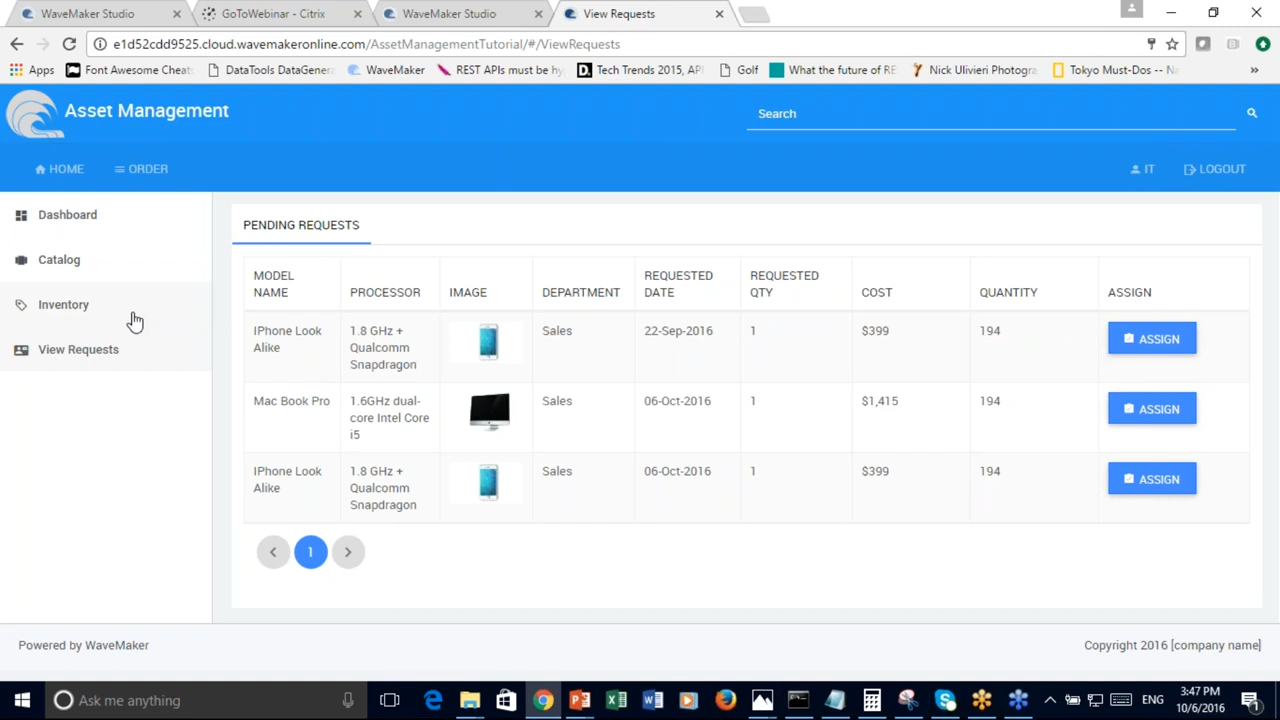 WaveMaker Studio
GoToWebinar - Citrix
WaveMaker Studio
View Requests
e1d52cdd9525.cloud.wavemakeronline.com/AssetManagementTutorial/#/ViewRequests
Apps
Font Awesome Cheats
DataTools DataGenera
WaveMaker
REST APIs must be hy
Tech Trends 2015, API
Golf
What the future of RE
Nick Ulivieri Photogra
Tokyo Must-Dos -- Na
Asset Management
Search
HOME
ORDER
IT
LOGOUT
Dashboard
Catalog
Inventory
View Requests
PENDING REQUESTS
MODEL
NAME
PROCESSOR
IMAGE
DEPARTMENT
REQUESTED
DATE
REQUESTED
QTY
COST
QUANTITY
ASSIGN
IPhone Look
Alike
1.8 GHz +
Qualcomm
Snapdragon
Sales
22-Sep-2016
1
$399
194
ASSIGN
Mac Book Pro
1.6GHz dual-
core Intel Core
i5
Sales
06-Oct-2016
1
$1,415
194
ASSIGN
IPhone Look
Alike
1.8 GHz +
Qualcomm
Snapdragon
Sales
06-Oct-2016
1
$399
194
ASSIGN
1
Powered by WaveMaker
Copyright 2016 [company name]
Ask me anything
ENG
3:47 PM
10/6/2016